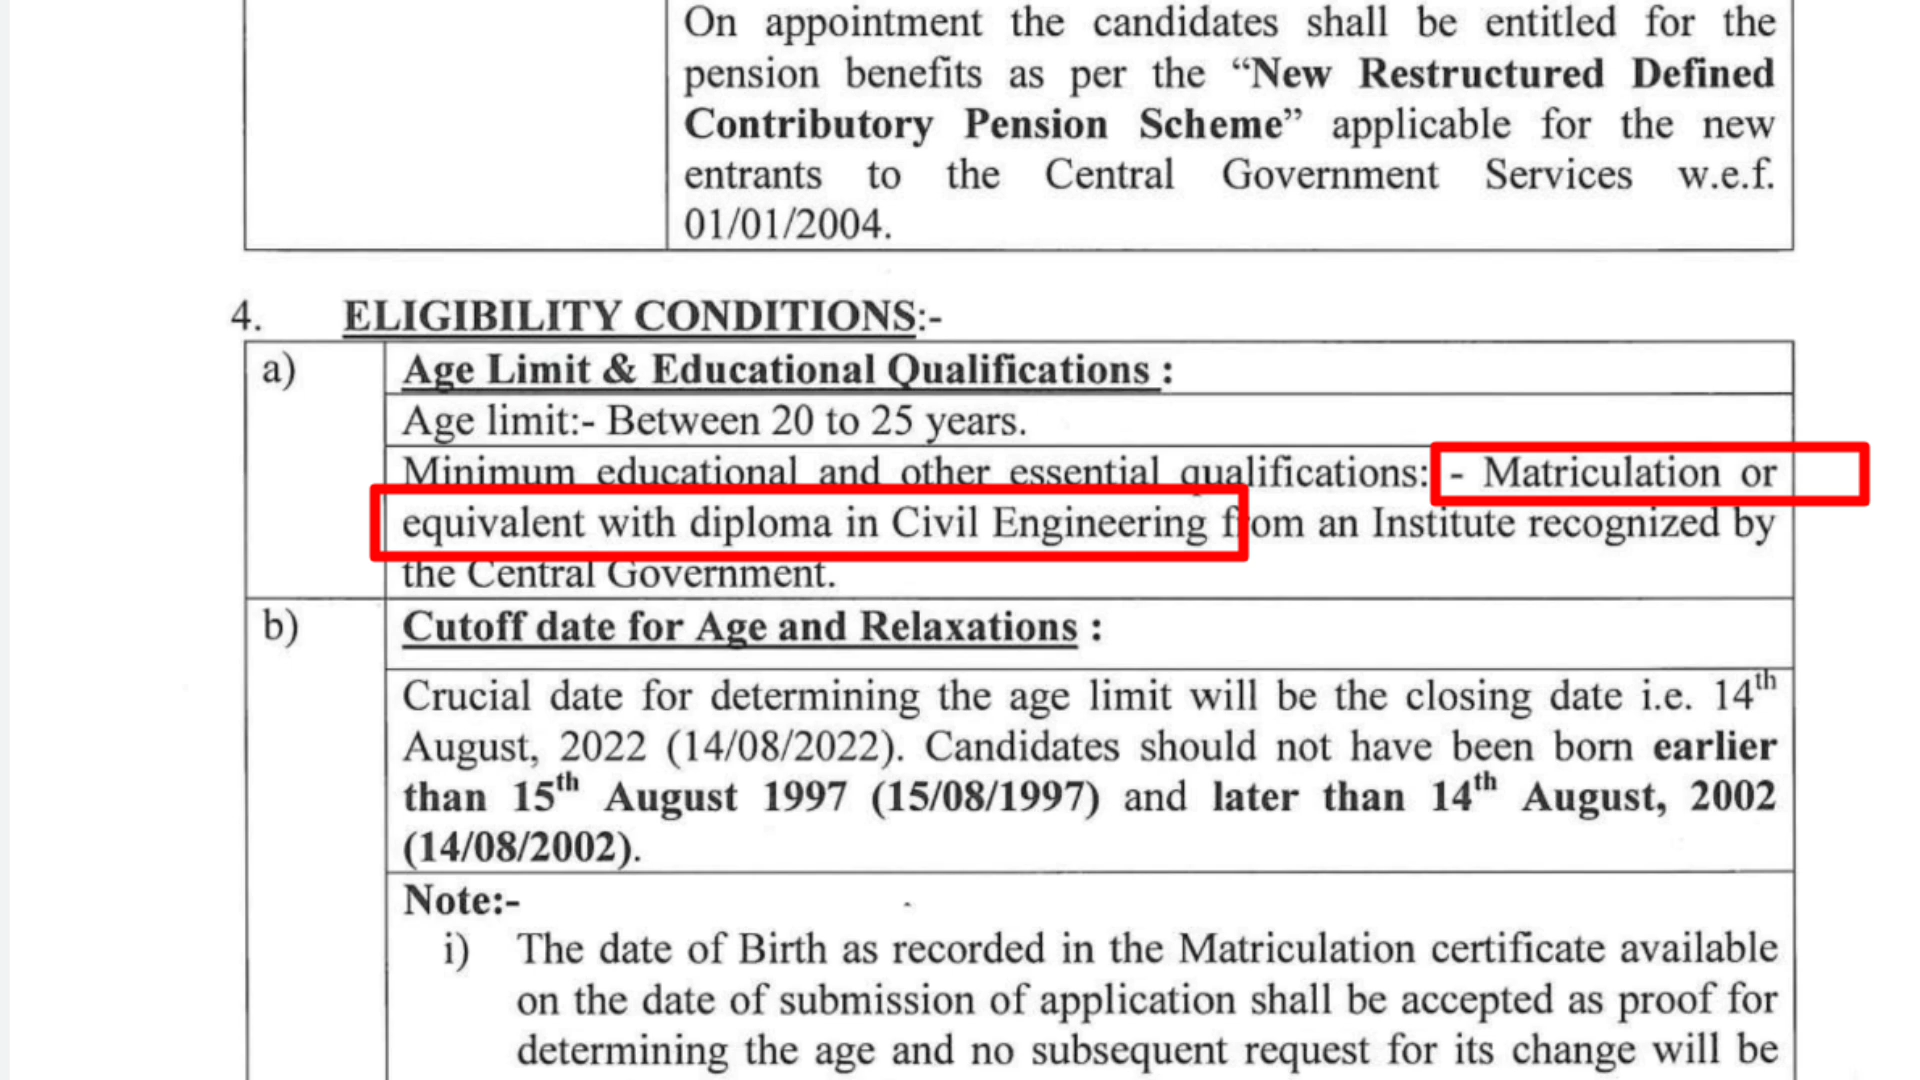 On appointment the candidates shall be entitled for the
pension benefits as per the “New Restructured Defined
Contributory Pension Scheme” applicable for the new
entrants to the Central Government Services w.e.f.
01/01/2004.
4. ELIGIBILITY CONDITIONS:-
a) Age Limit & Educational Qualifications :
Age limit:- Between 20 to 25 years.
Minimum educational and other essential qualifications: - Matriculation or
equivalent with diploma in Civil Engineering from an Institute recognized by
the Central Government.
b) Cutoff date for Age and Relaxations :
Crucial date for determining the age limit will be the closing date i.e. 14th
August, 2022 (14/08/2022). Candidates should not have been born earlier
than 15th August 1997 (15/08/1997) and later than 14th August, 2002
(14/08/2002).
Note:-
i) The date of Birth as recorded in the Matriculation certificate available
on the date of submission of application shall be accepted as proof for
determining the age and no subsequent request for its change will be